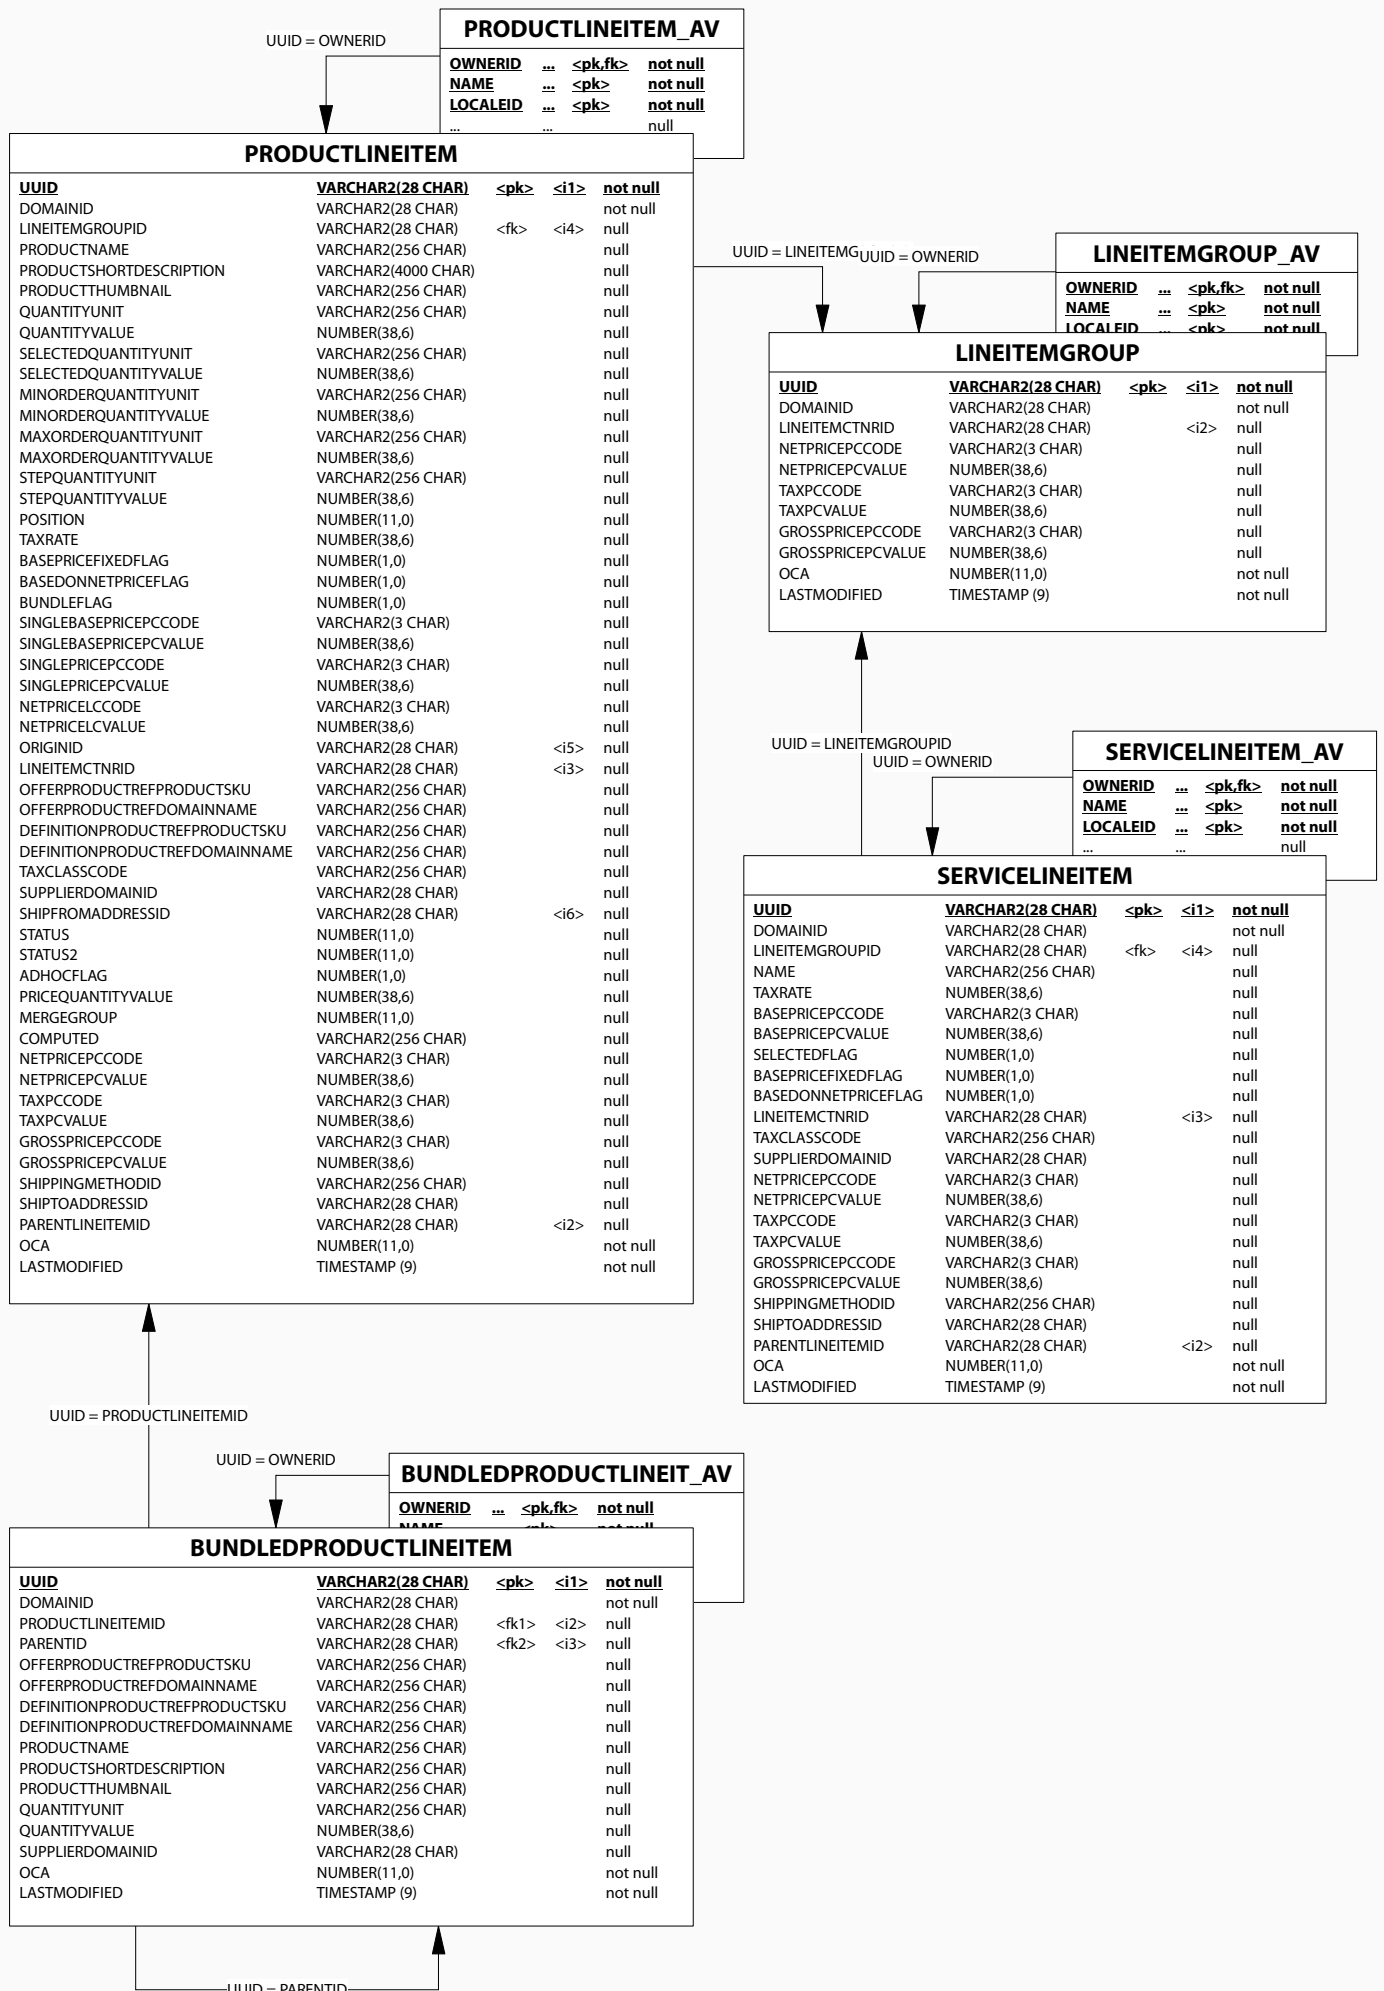 PRODUCTLINEITEM_AV
UUID = OWNERID
OWNERID ... <pk,fk> not null
NAME ... <pk> not null
LOCALEID ... <pk> not null
... ... null
PRODUCTLINEITEM
UUID VARCHAR2(28 CHAR) <pk> <i1> not null
DOMAINID VARCHAR2(28 CHAR) not null
LINEITEMGROUPID VARCHAR2(28 CHAR) <fk> <i4> null
PRODUCTNAME VARCHAR2(256 CHAR) null
PRODUCTSHORTDESCRIPTION VARCHAR2(4000 CHAR) null
PRODUCTTHUMBNAIL VARCHAR2(256 CHAR) null
QUANTITYUNIT VARCHAR2(256 CHAR) null
QUANTITYVALUE NUMBER(38,6) null
SELECTEDQUANTITYUNIT VARCHAR2(256 CHAR) null
SELECTEDQUANTITYVALUE NUMBER(38,6) null
MINORDERQUANTITYUNIT VARCHAR2(256 CHAR) null
MINORDERQUANTITYVALUE NUMBER(38,6) null
MAXORDERQUANTITYUNIT VARCHAR2(256 CHAR) null
MAXORDERQUANTITYVALUE NUMBER(38,6) null
STEPQUANTITYUNIT VARCHAR2(256 CHAR) null
STEPQUANTITYVALUE NUMBER(38,6) null
POSITION NUMBER(11,0) null
TAXRATE NUMBER(38,6) null
BASEPRICEFIXEDFLAG NUMBER(1,0) null
BASEDONNETPRICEFLAG NUMBER(1,0) null
BUNDLEFLAG NUMBER(1,0) null
SINGLEBASEPRICEPCCODE VARCHAR2(3 CHAR) null
SINGLEBASEPRICEPCVALUE NUMBER(38,6) null
SINGLEPRICEPCCODE VARCHAR2(3 CHAR) null
SINGLEPRICEPCVALUE NUMBER(38,6) null
NETPRICELCCODE VARCHAR2(3 CHAR) null
NETPRICELCVALUE NUMBER(38,6) null
ORIGINID VARCHAR2(28 CHAR) <i5> null
LINEITEMCTNRID VARCHAR2(28 CHAR) <i3> null
OFFERPRODUCTREFPRODUCTSKU VARCHAR2(256 CHAR) null
OFFERPRODUCTREFDOMAINNAME VARCHAR2(256 CHAR) null
DEFINITIONPRODUCTREFPRODUCTSKU VARCHAR2(256 CHAR) null
DEFINITIONPRODUCTREFDOMAINNAME VARCHAR2(256 CHAR) null
TAXCLASSCODE VARCHAR2(256 CHAR) null
SUPPLIERDOMAINID VARCHAR2(28 CHAR) null
SHIPFROMADDRESSID VARCHAR2(28 CHAR) <i6> null
STATUS NUMBER(11,0) null
STATUS2 NUMBER(11,0) null
ADHOCFLAG NUMBER(1,0) null
PRICEQUANTITYVALUE NUMBER(38,6) null
MERGEGROUP NUMBER(11,0) null
COMPUTED VARCHAR2(256 CHAR) null
NETPRICEPCCODE VARCHAR2(3 CHAR) null
NETPRICEPCVALUE NUMBER(38,6) null
TAXPCCODE VARCHAR2(3 CHAR) null
TAXPCVALUE NUMBER(38,6) null
GROSSPRICEPCCODE VARCHAR2(3 CHAR) null
GROSSPRICEPCVALUE NUMBER(38,6) null
SHIPPINGMETHODID VARCHAR2(256 CHAR) null
SHIPTOADDRESSID VARCHAR2(28 CHAR) null
PARENTLINEITEMID VARCHAR2(28 CHAR) <i2> null
OCA NUMBER(11,0) not null
LASTMODIFIED TIMESTAMP (9) not null
UUID = LINEITEMG
UUID = OWNERID
LINEITEMGROUP_AV
OWNERID ... <pk,fk> not null
NAME ... <pk> not null
LOCALEID ... <pk> not null
LINEITEMGROUP
UUID VARCHAR2(28 CHAR) <pk> <i1> not null
DOMAINID VARCHAR2(28 CHAR) not null
LINEITEMCTNRID VARCHAR2(28 CHAR) <i2> null
NETPRICEPCCODE VARCHAR2(3 CHAR) null
NETPRICEPCVALUE NUMBER(38,6) null
TAXPCCODE VARCHAR2(3 CHAR) null
TAXPCVALUE NUMBER(38,6) null
GROSSPRICEPCCODE VARCHAR2(3 CHAR) null
GROSSPRICEPCVALUE NUMBER(38,6) null
OCA NUMBER(11,0) not null
LASTMODIFIED TIMESTAMP (9) not null
UUID = LINEITEMGROUPID
UUID = OWNERID
SERVICELINEITEM_AV
OWNERID ... <pk,fk> not null
NAME ... <pk> not null
LOCALEID ... <pk> not null
... ... null
SERVICELINEITEM
UUID VARCHAR2(28 CHAR) <pk> <i1> not null
DOMAINID VARCHAR2(28 CHAR) not null
LINEITEMGROUPID VARCHAR2(28 CHAR) <fk> <i4> null
NAME VARCHAR2(256 CHAR) null
TAXRATE NUMBER(38,6) null
BASEPRICEPCCODE VARCHAR2(3 CHAR) null
BASEPRICEPCVALUE NUMBER(38,6) null
SELECTEDFLAG NUMBER(1,0) null
BASEPRICEFIXEDFLAG NUMBER(1,0) null
BASEDONNETPRICEFLAG NUMBER(1,0) null
LINEITEMCTNRID VARCHAR2(28 CHAR) <i3> null
TAXCLASSCODE VARCHAR2(256 CHAR) null
SUPPLIERDOMAINID VARCHAR2(28 CHAR) null
NETPRICEPCCODE VARCHAR2(3 CHAR) null
NETPRICEPCVALUE NUMBER(38,6) null
TAXPCCODE VARCHAR2(3 CHAR) null
TAXPCVALUE NUMBER(38,6) null
GROSSPRICEPCCODE VARCHAR2(3 CHAR) null
GROSSPRICEPCVALUE NUMBER(38,6) null
SHIPPINGMETHODID VARCHAR2(256 CHAR) null
SHIPTOADDRESSID VARCHAR2(28 CHAR) null
PARENTLINEITEMID VARCHAR2(28 CHAR) <i2> null
OCA NUMBER(11,0) not null
LASTMODIFIED TIMESTAMP (9) not null
UUID = PRODUCTLINEITEMID
UUID = OWNERID
BUNDLEDPRODUCTLINEIT_AV
OWNERID ... <pk,fk> not null
NAME <pk> not null
BUNDLEDPRODUCTLINEITEM
UUID VARCHAR2(28 CHAR) <pk> <i1> not null
DOMAINID VARCHAR2(28 CHAR) not null
PRODUCTLINEITEMID VARCHAR2(28 CHAR) <fk1> <i2> null
PARENTID VARCHAR2(28 CHAR) <fk2> <i3> null
OFFERPRODUCTREFPRODUCTSKU VARCHAR2(256 CHAR) null
OFFERPRODUCTREFDOMAINNAME VARCHAR2(256 CHAR) null
DEFINITIONPRODUCTREFPRODUCTSKU VARCHAR2(256 CHAR) null
DEFINITIONPRODUCTREFDOMAINNAME VARCHAR2(256 CHAR) null
PRODUCTNAME VARCHAR2(256 CHAR) null
PRODUCTSHORTDESCRIPTION VARCHAR2(256 CHAR) null
PRODUCTTHUMBNAIL VARCHAR2(256 CHAR) null
QUANTITYUNIT VARCHAR2(256 CHAR) null
QUANTITYVALUE NUMBER(38,6) null
SUPPLIERDOMAINID VARCHAR2(28 CHAR) null
OCA NUMBER(11,0) not null
LASTMODIFIED TIMESTAMP (9) not null
UUID = PARENTID